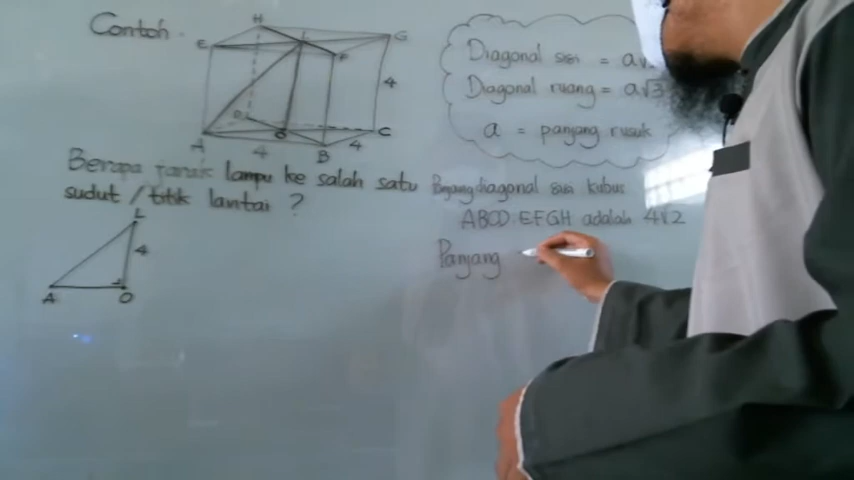 Contoh.
H
E
G
F
4
D
A
O
C
4
B
4
Berapa jarak lampu ke salah satu
sudut / titik lantai ?
L
4
A
O
Diagonal sisi = a√
Diagonal ruang = a√3
a = panjang rusuk
Panjang diagonal sisi kubus
ABCD.EFGH adalah 4√2
Panjang